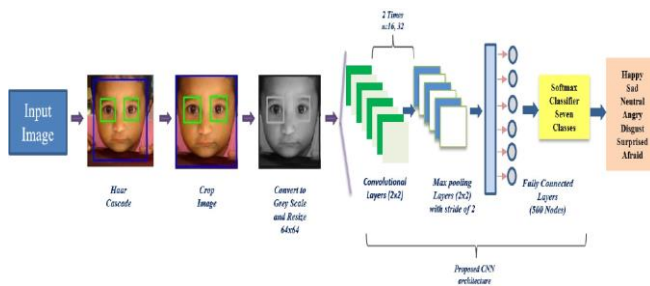 Input
Image
Haar
Cascade
Crop
Image
Convert to
Grey Scale
and Resize
64x64
2 Times
n=16, 32
Convolutional
Layers (2x2)
Max pooling
Layers (2x2)
with stride of 2
Fully Connected
Layers
(500 Nodes)
Softmax
Classifier
Seven
Classes
Happy
Sad
Neutral
Angry
Disgust
Surprised
Afraid
Proposed CNN
architecture